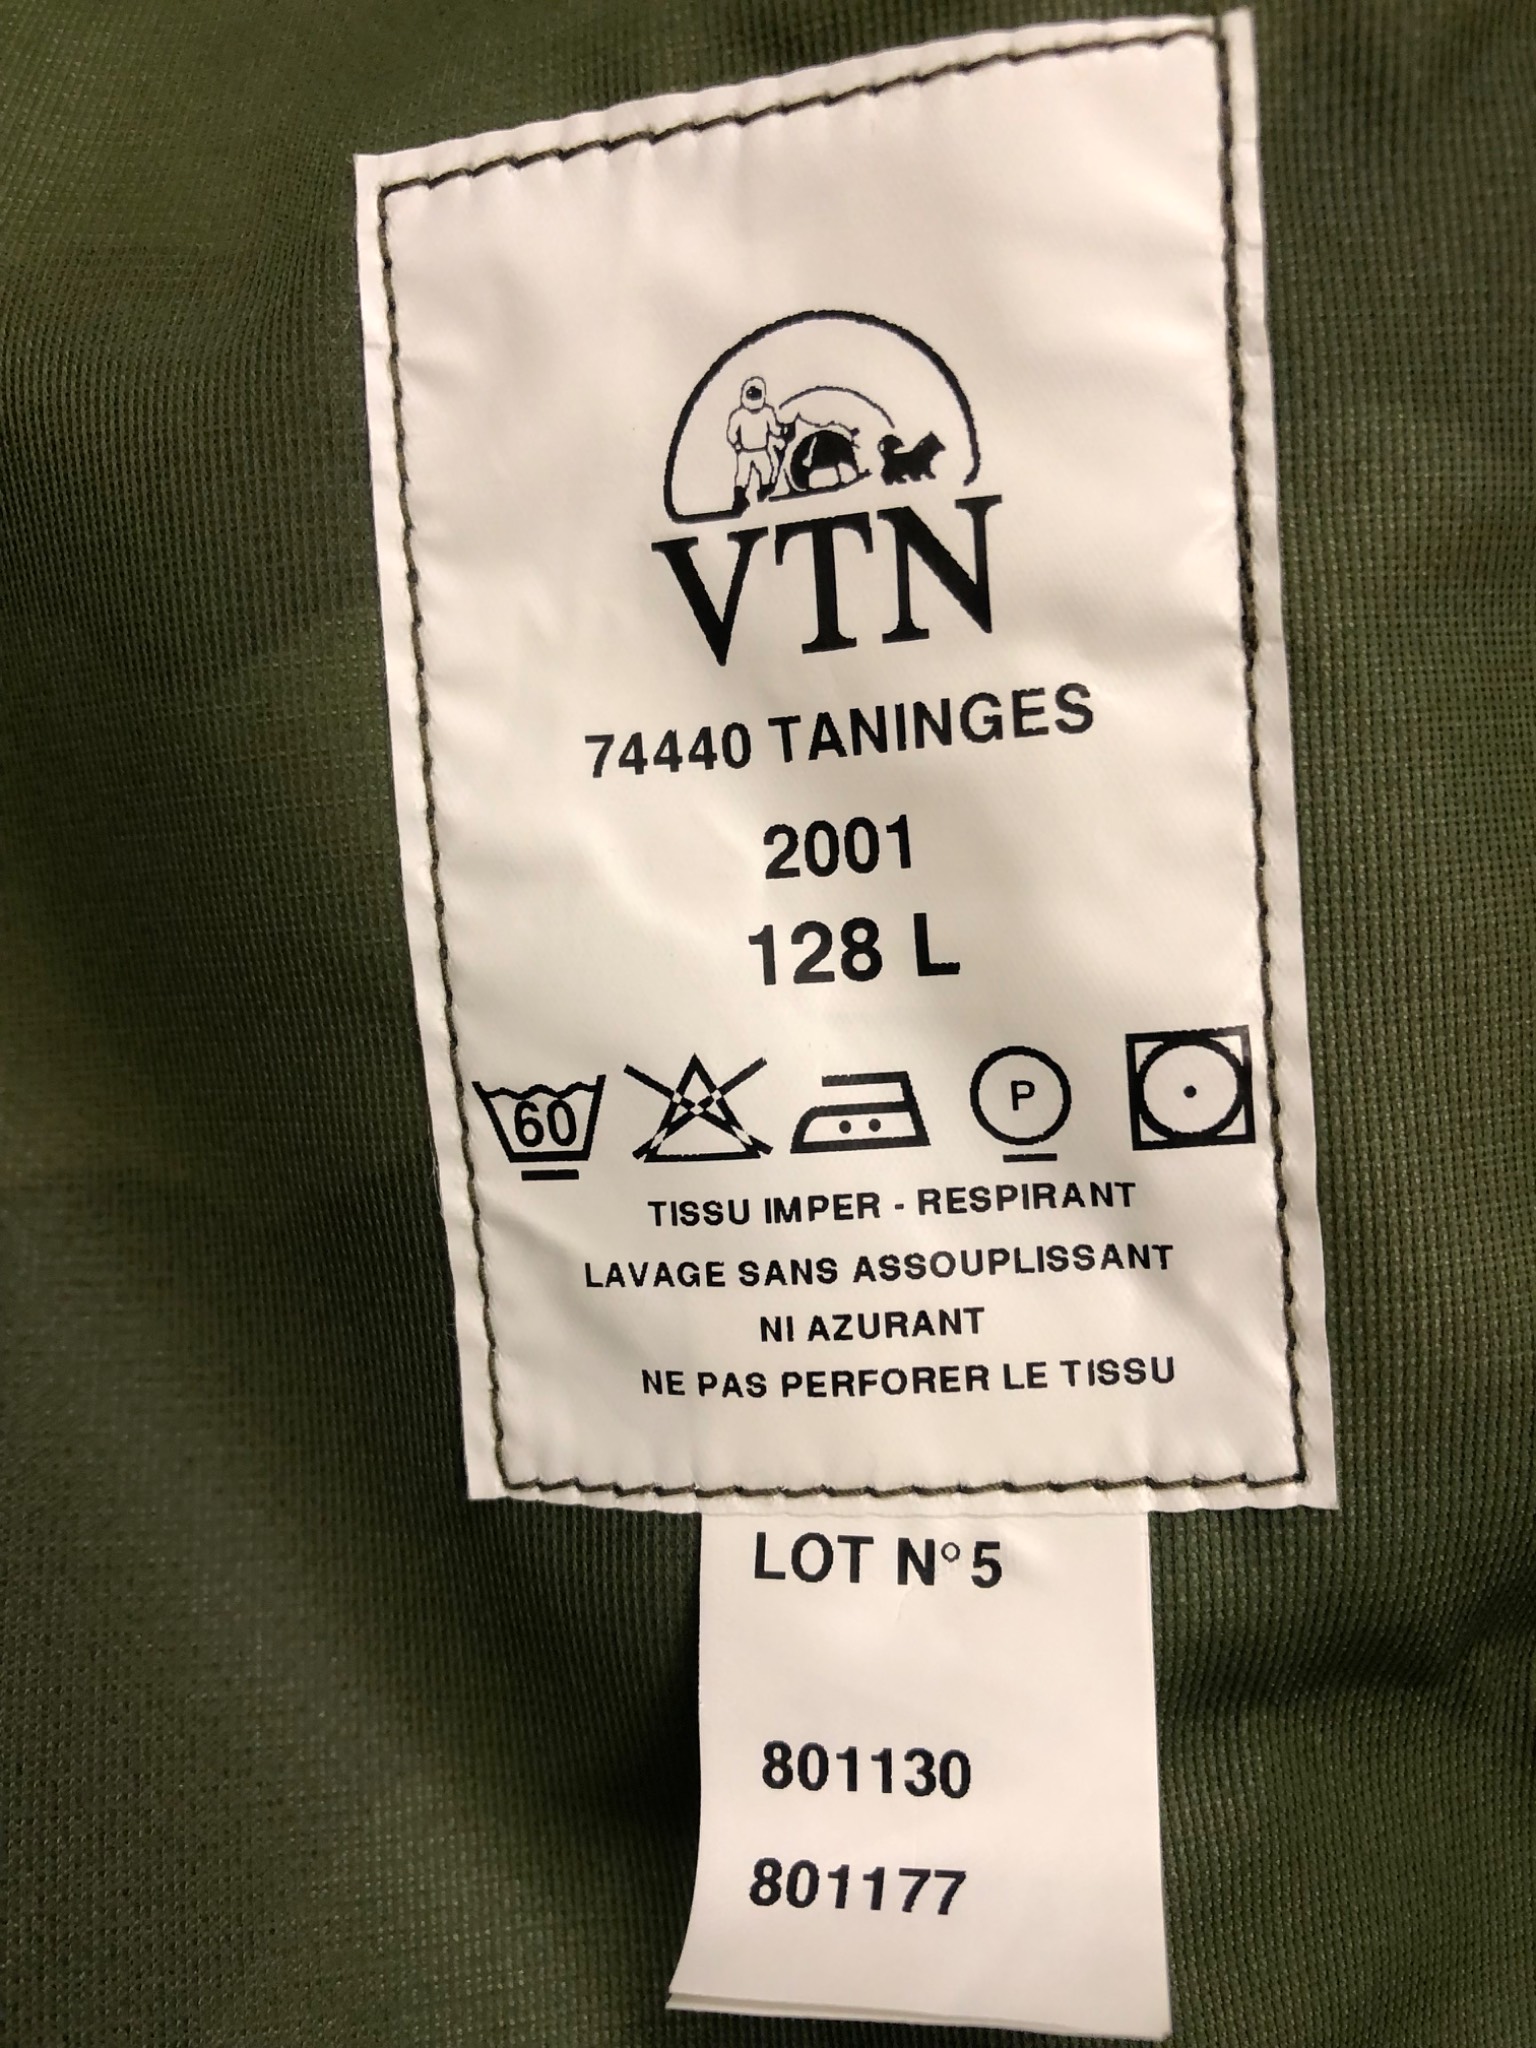 VTN
74440 TANINGES
2001
128 L
60
P
TISSU IMPER - RESPIRANT
LAVAGE SANS ASSOUPLISSANT
NI AZURANT
NE PAS PERFORER LE TISSU
LOT N° 5
801130
801177